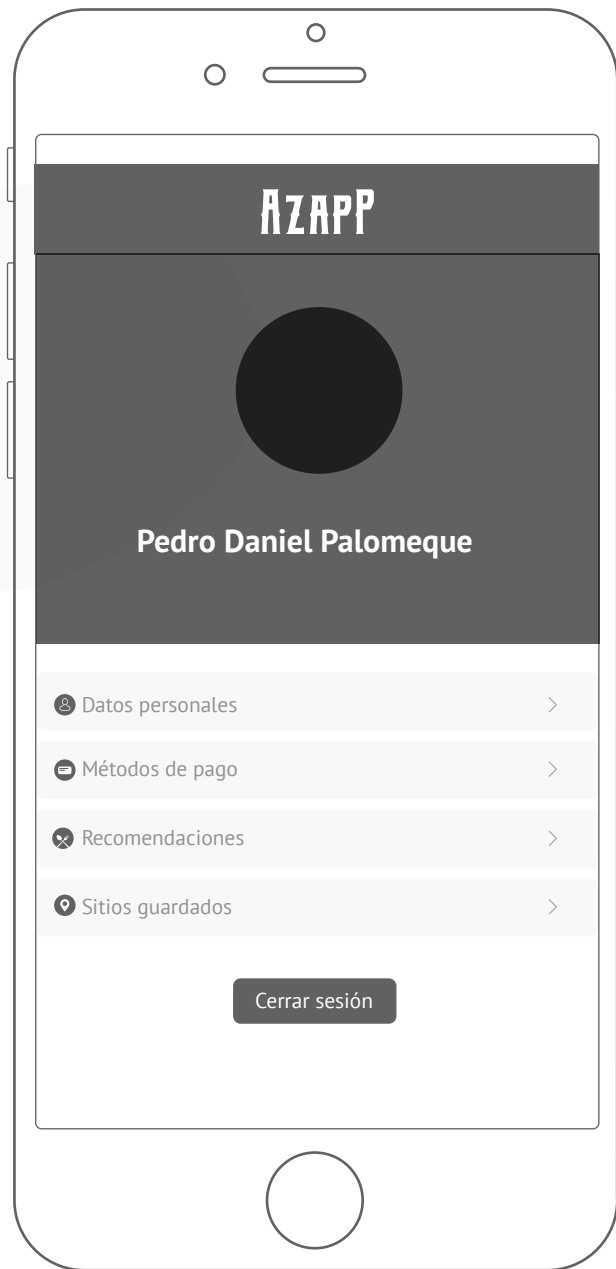 AZAPP
Pedro Daniel Palomeque
Datos personales
Métodos de pago
Recomendaciones
Sitios guardados
Cerrar sesión